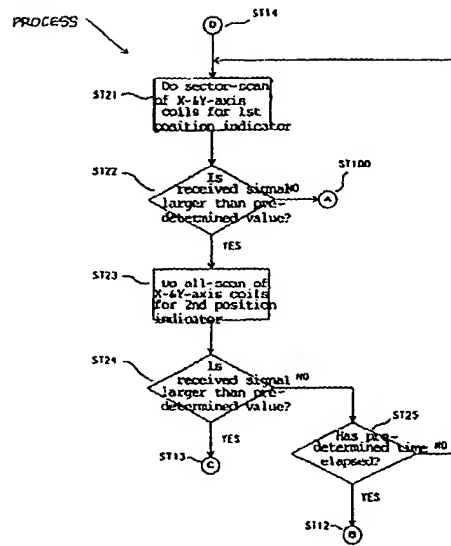 PROCESS
D
ST14
ST21
Do sector-scan
of X-&Y-axis
coils for 1st
position indicator
ST22
Is
received signal
larger than pre-
determined value?
NO
A
ST100
YES
ST23
Do all-scan of
X-&Y-axis coils
for 2nd position
indicator
ST24
Is
received signal
larger than pre-
determined value?
NO
YES
ST13
C
ST25
Has pre-
determined time
elapsed?
NO
YES
ST12
B